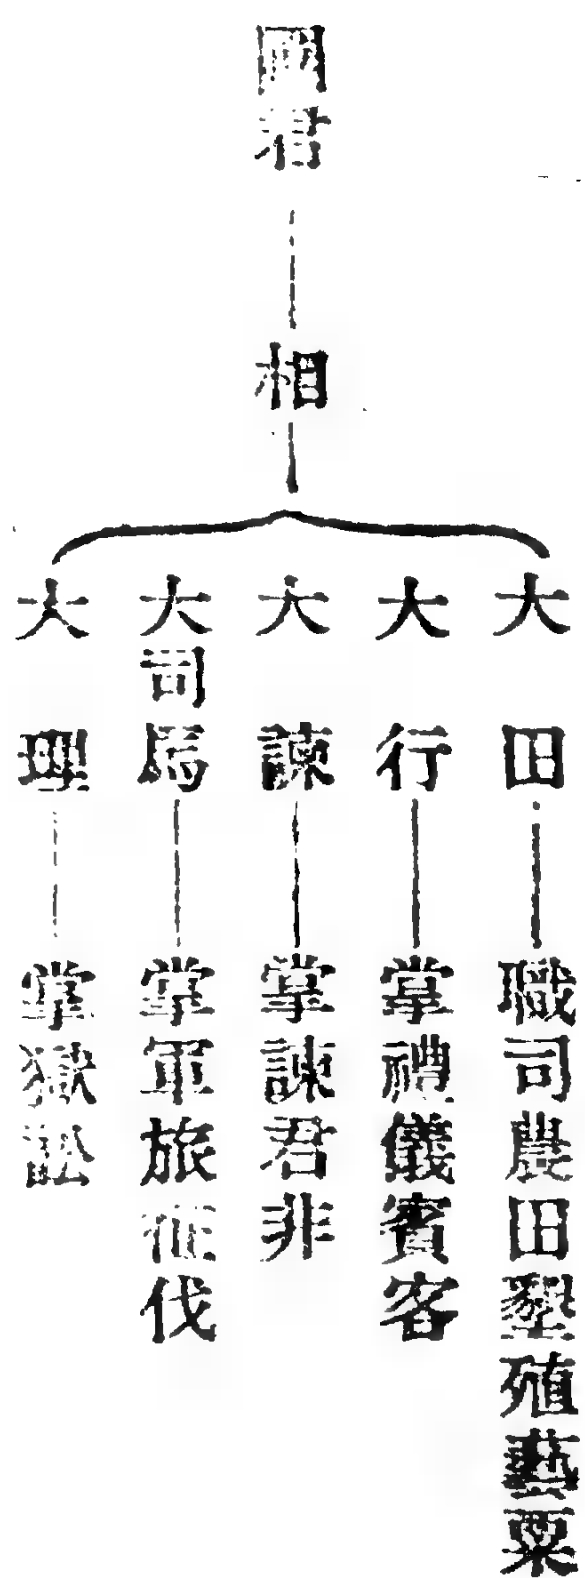 國君
相
大田
職司農田墾殖藝粟
大行
掌禮儀賓客
大諫
掌諫君非
大司馬
掌軍旅征伐
大理
掌獄訟